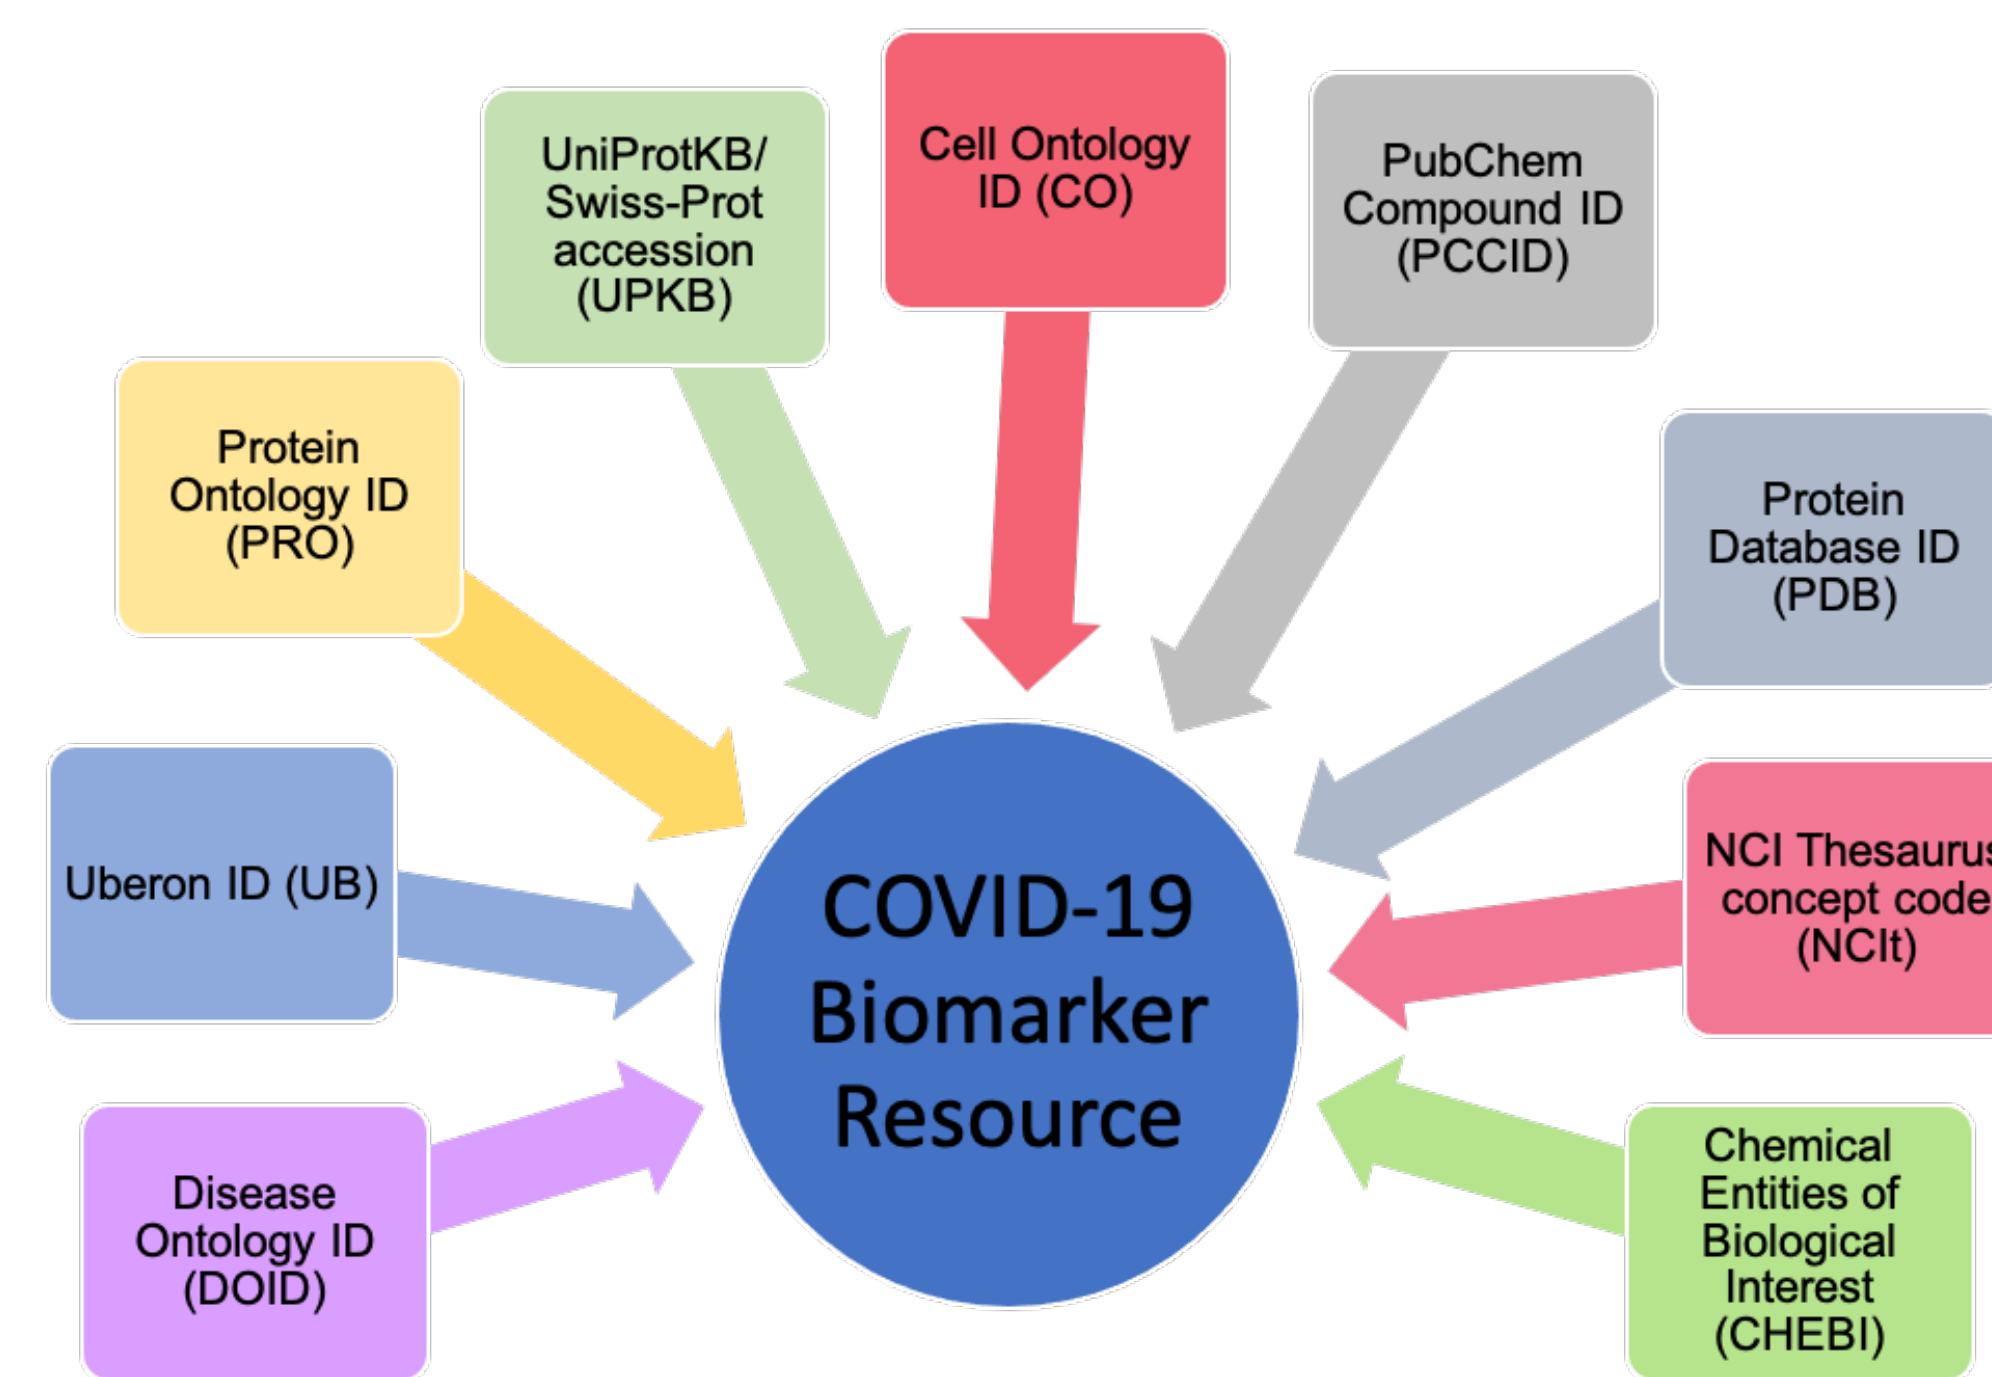 Cell Ontology
ID (CO)
UniProtKB/
Swiss-Prot
accession
(UPKB)
PubChem
Compound ID
(PCCID)
Protein
Ontology ID
(PRO)
Protein
Database ID
(PDB)
Uberon ID (UB)
NCI Thesaurus
concept code
(NCIt)
COVID-19
Biomarker
Resource
Disease
Ontology ID
(DOID)
Chemical
Entities of
Biological
Interest
(CHEBI)